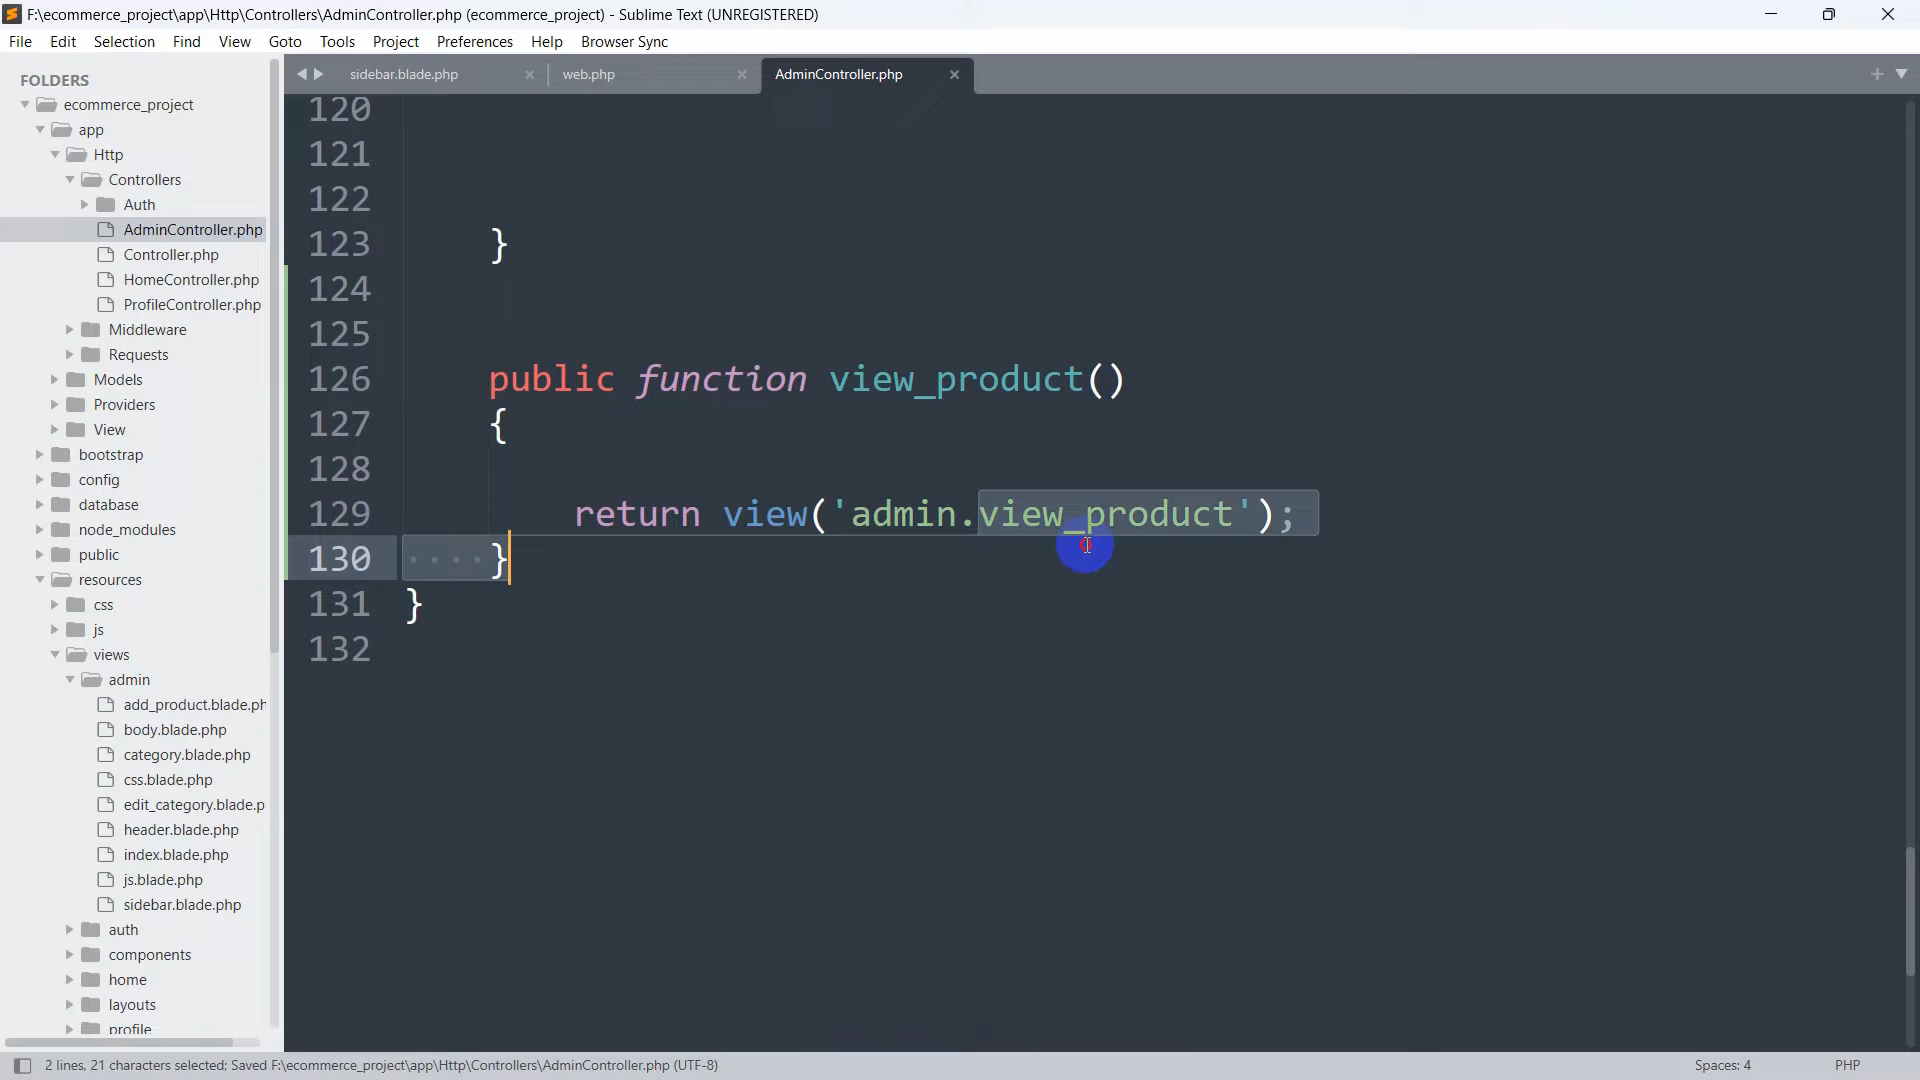 F:\ecommerce_project\app\Http\Controllers\AdminController.php (ecommerce_project) - Sublime Text (UNREGISTERED)
File Edit Selection Find View Goto Tools Project Preferences Help Browser Sync
FOLDERS
ecommerce_project
app
Http
Controllers
Auth
AdminController.php
Controller.php
HomeController.php
ProfileController.php
Middleware
Requests
Models
Providers
View
bootstrap
config
database
node_modules
public
resources
css
js
views
admin
add_product.blade.ph
body.blade.php
category.blade.php
css.blade.php
edit_category.blade.p
header.blade.php
index.blade.php
js.blade.php
sidebar.blade.php
auth
components
home
layouts
profile
sidebar.blade.php web.php AdminController.php
120
121
122
123 }
124
125
126 public function view_product()
127 {
128
129 return view('admin.view_product');
130 }
131 }
132
2 lines, 21 characters selected; Saved F:\ecommerce_project\app\Http\Controllers\AdminController.php (UTF-8) Spaces: 4 PHP